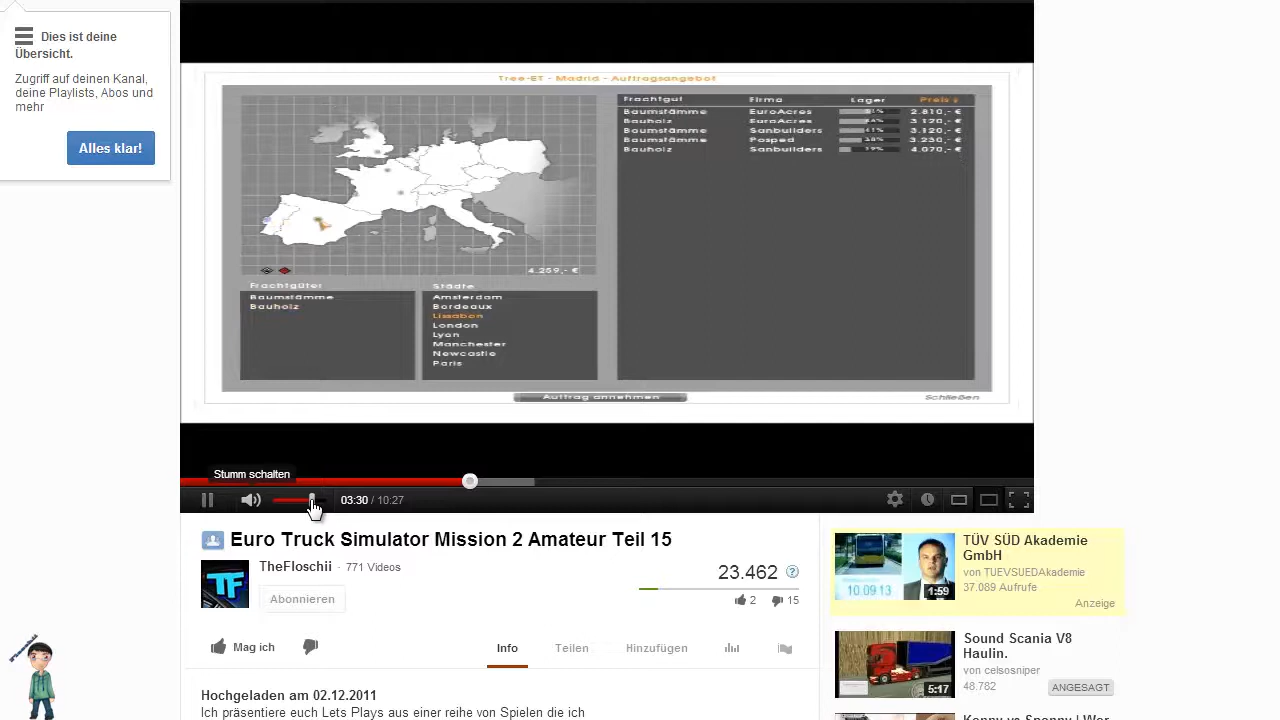 Dies ist deine
Übersicht.
Zugriff auf deinen Kanal,
deine Playlists, Abos und
mehr
Alles klar!
Tree-ET - Madrid - Auftragsangebot
Frachtgut Firma Lager Preis
Baumstämme EuroAcres 2.810,- €
Bauholz EuroAcres 3.120,- €
Baumstämme Sanbuilders 3.120,- €
Baumstämme Posped 3.230,- €
Bauholz Sanbuilders 19% 4.070,- €
4.259,- €
Frachtgüter
Baumstämme
Bauholz
Städte
Amsterdam
Bordeaux
Lissabon
London
Lyon
Manchester
Newcastle
Paris
Auftrag annehmen
Schließen
Stumm schalten
03:30 / 10:27
Euro Truck Simulator Mission 2 Amateur Teil 15
TF
TheFloschii · 771 Videos
Abonnieren
23.462
2 15
Mag ich
Info Teilen Hinzufügen
Hochgeladen am 02.12.2011
Ich präsentiere euch Lets Plays aus einer reihe von Spielen die ich
10.09.13
1:59
TÜV SÜD Akademie
GmbH
von TUEVSUEDAkademie
37.089 Aufrufe
Anzeige
5:17
Sound Scania V8
Haulin.
von celsosniper
48.782
ANGESAGT